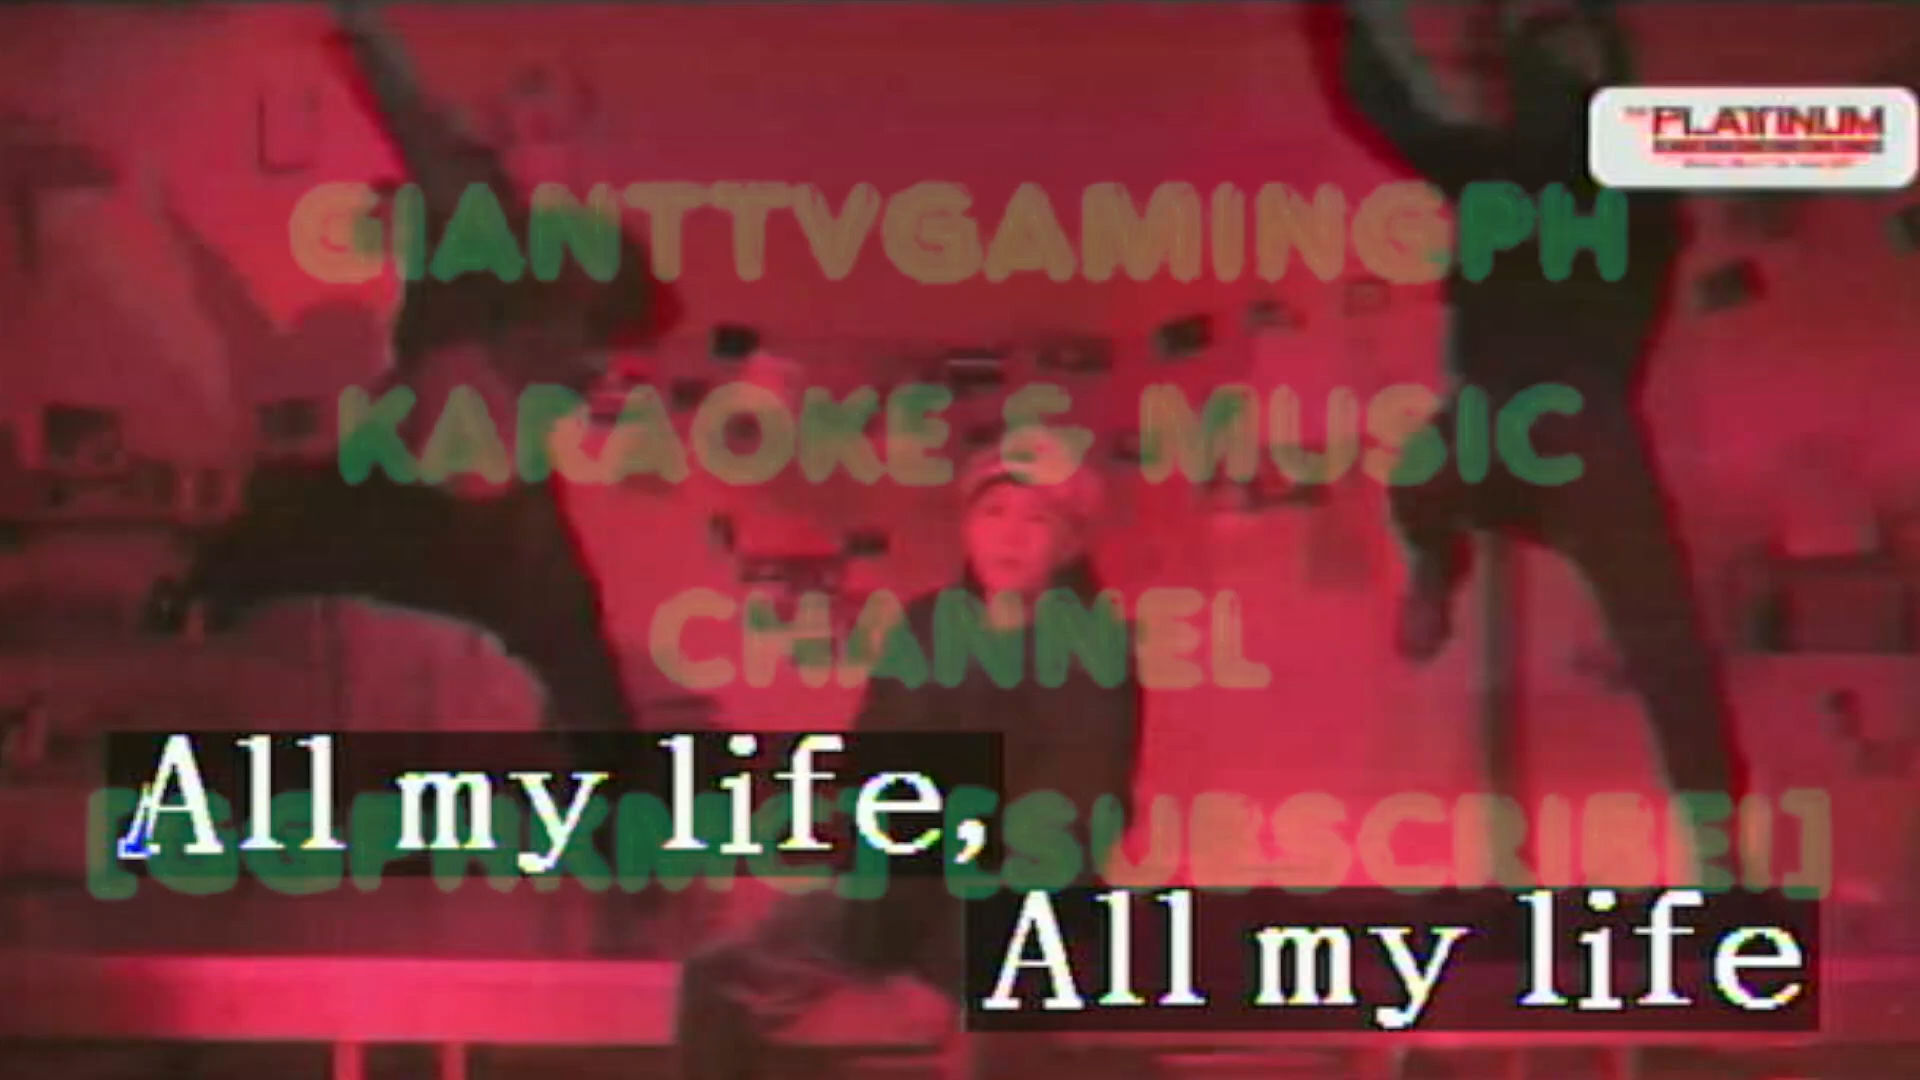 PLATINUM
GIANTTVGAMINGPH
KARAOKE & MUSIC
CHANNEL
[GGPHKMC] [SUBSCRIBE!]
All my life,
All my life